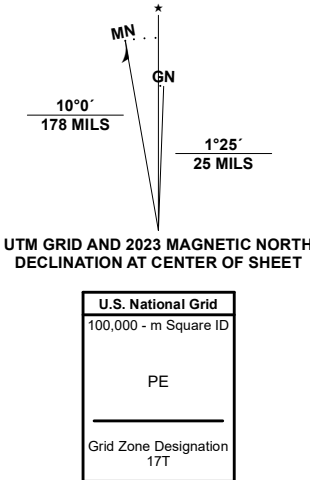 MN
GN
10°0´
178 MILS
1°25´
25 MILS
UTM GRID AND 2023 MAGNETIC NORTH
DECLINATION AT CENTER OF SHEET
U.S. National Grid
100,000 - m Square ID
PE
Grid Zone Designation
17T